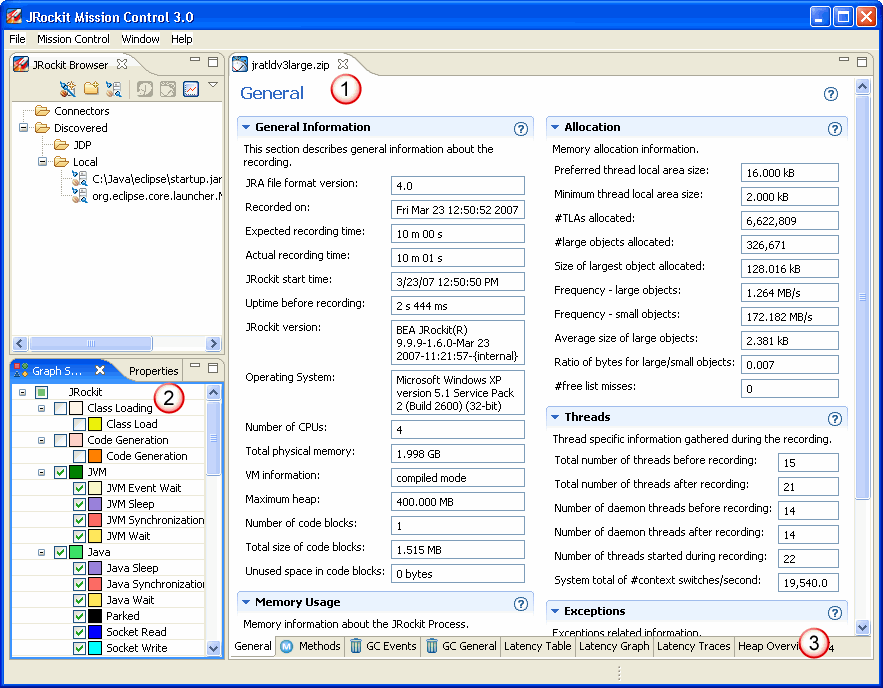 JRockit Mission Control 3.0
File Mission Control Window Help
JRockit Browser
Connectors
Discovered
JDP
Local
C:\Java\eclipse\startup.jar
org.eclipse.core.launcher.M
Graph S... Properties
2
JRockit
Class Loading
Class Load
Code Generation
Code Generation
JVM
JVM Event Wait
JVM Sleep
JVM Synchronization
JVM Wait
Java
Java Sleep
Java Synchronization
Java Wait
Parked
Socket Read
Socket Write
jratldv3large.zip
General
1
General Information
This section describes general information about the
recording.
JRA file format version: 4.0
Recorded on: Fri Mar 23 12:50:52 2007
Expected recording time: 10 m 00 s
Actual recording time: 10 m 01 s
JRockit start time: 3/23/07 12:50:50 PM
Uptime before recording: 2 s 444 ms
JRockit version: BEA JRockit(R)
9.9.9-1.6.0-Mar 23
2007-11:21:57-{internal}
Operating System: Microsoft Windows XP
version 5.1 Service Pack
2 (Build 2600) (32-bit)
Number of CPUs: 4
Total physical memory: 1.998 GB
VM information: compiled mode
Maximum heap: 400.000 MB
Number of code blocks: 1
Total size of code blocks: 1.515 MB
Unused space in code blocks: 0 bytes
Memory Usage
Memory information about the JRockit Process.
Allocation
Memory allocation information.
Preferred thread local area size: 16.000 kB
Minimum thread local area size: 2.000 kB
#TLAs allocated: 6,622,809
#large objects allocated: 326,671
Size of largest object allocated: 128.016 kB
Frequency - large objects: 1.264 MB/s
Frequency - small objects: 172.182 MB/s
Average size of large objects: 2.381 kB
Ratio of bytes for large/small objects: 0.007
#free list misses: 0
Threads
Thread specific information gathered during the recording.
Total number of threads before recording: 15
Total number of threads after recording: 21
Number of daemon threads before recording: 14
Number of daemon threads after recording: 14
Number of threads started during recording: 22
System total of #context switches/second: 19,540.0
Exceptions
Exceptions related information.
General Methods GC Events GC General Latency Table Latency Graph Latency Traces Heap Overvi 3 4